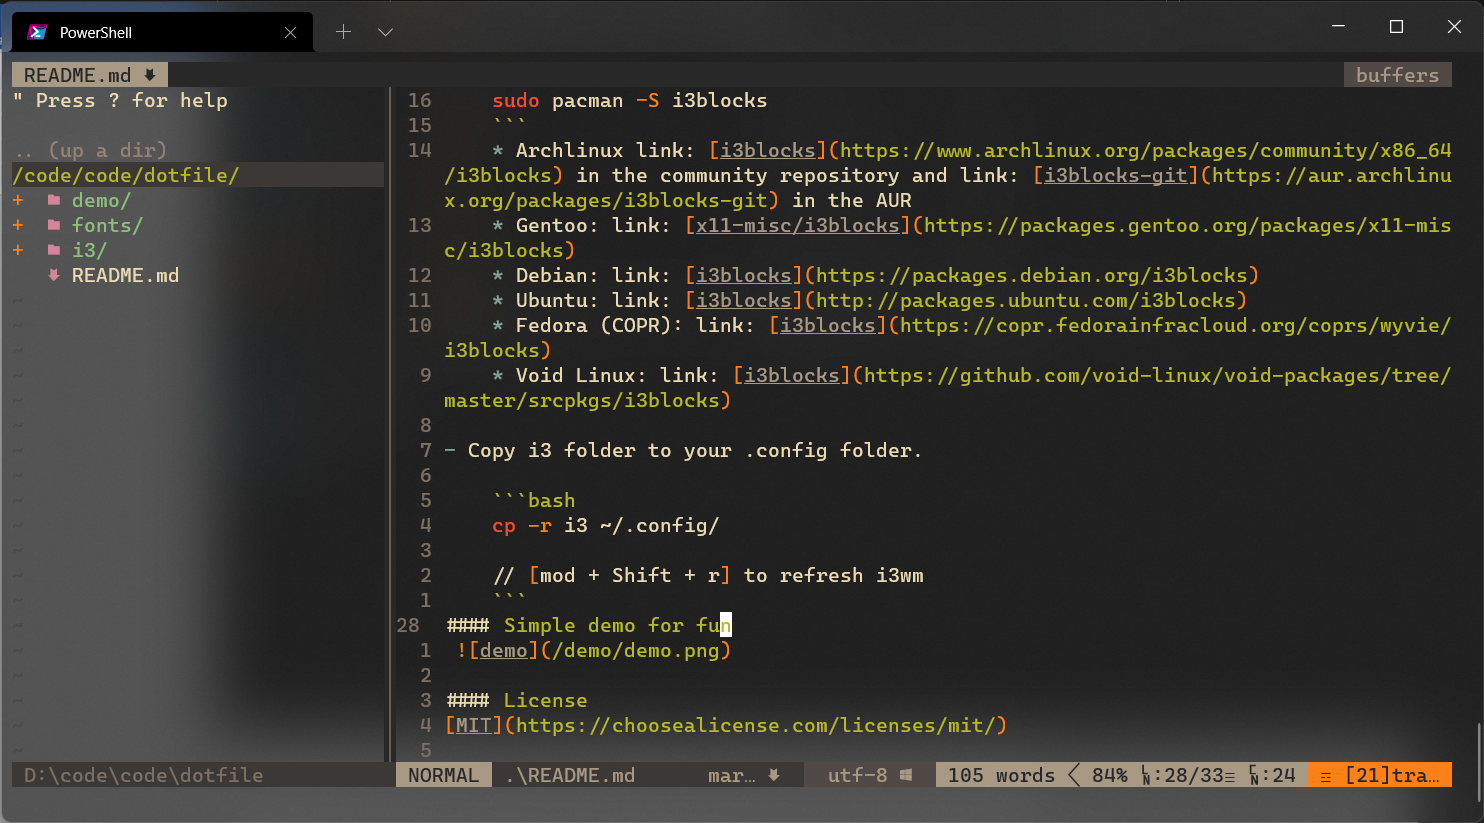 PowerShell
README.md
buffers
" Press ? for help
.. (up a dir)
/code/code/dotfile/
+ demo/
+ fonts/
+ i3/
README.md
16 sudo pacman -S i3blocks
15 ```
14 * Archlinux link: [i3blocks](https://www.archlinux.org/packages/community/x86_64
/i3blocks) in the community repository and link: [i3blocks-git](https://aur.archlinu
x.org/packages/i3blocks-git) in the AUR
13 * Gentoo: link: [x11-misc/i3blocks](https://packages.gentoo.org/packages/x11-mis
c/i3blocks)
12 * Debian: link: [i3blocks](https://packages.debian.org/i3blocks)
11 * Ubuntu: link: [i3blocks](http://packages.ubuntu.com/i3blocks)
10 * Fedora (COPR): link: [i3blocks](https://copr.fedorainfracloud.org/coprs/wyvie/
i3blocks)
9 * Void Linux: link: [i3blocks](https://github.com/void-linux/void-packages/tree/
master/srcpkgs/i3blocks)
8
7 - Copy i3 folder to your .config folder.
6
5 ```bash
4 cp -r i3 ~/.config/
3
2 // [mod + Shift + r] to refresh i3wm
1 ```
28 #### Simple demo for fun
1 ![demo](/demo/demo.png)
2
3 #### License
4 [MIT](https://choosealicense.com/licenses/mit/)
5
D:\code\code\dotfile
NORMAL .\README.md mar… utf-8 105 words 84% LN:28/33≡ CN:24 ☲ [21]tra…